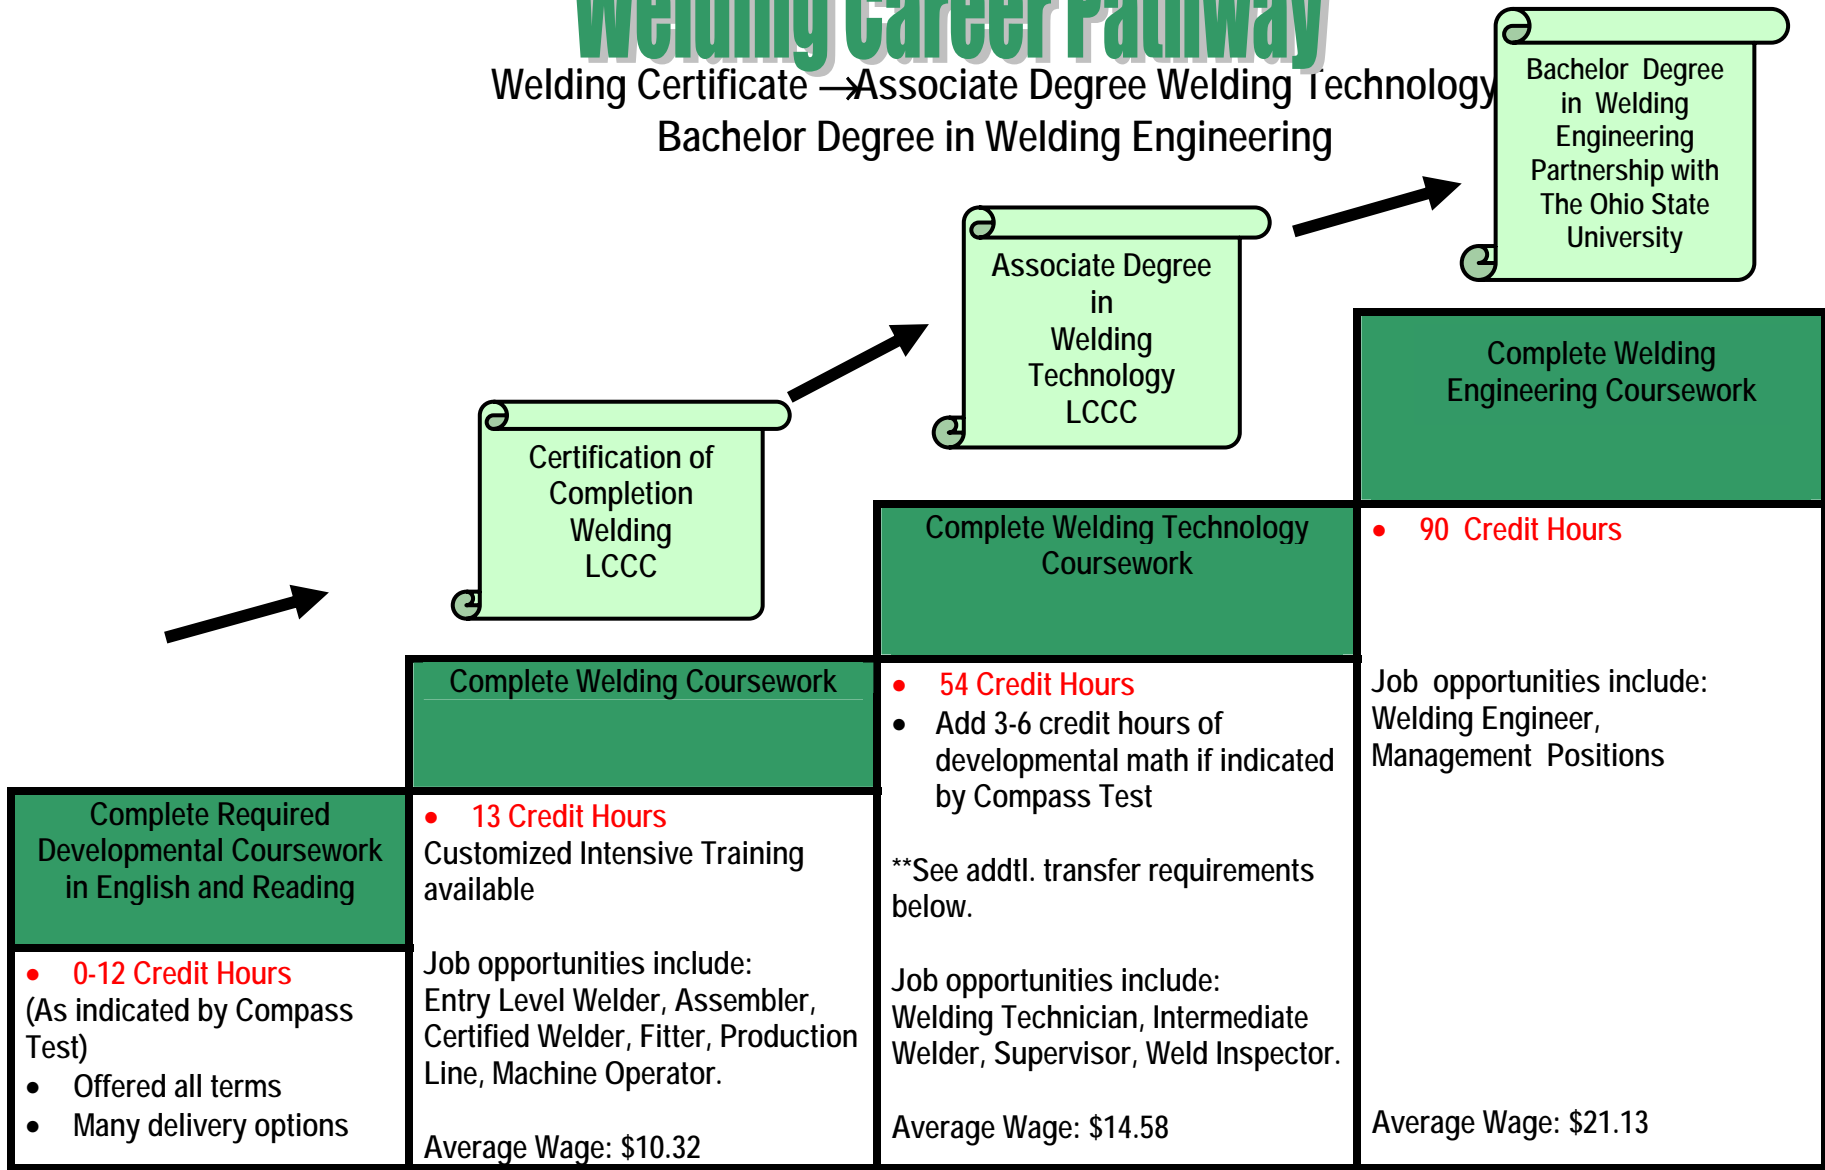 Welding Career Pathway
Welding Certificate →Associate Degree Welding Technology
Bachelor Degree in Welding Engineering
Bachelor Degree
in Welding
Engineering
Partnership with
The Ohio State
University
Associate Degree
in
Welding
Technology
LCCC
Certification of
Completion
Welding
LCCC
Complete Required
Developmental Coursework
in English and Reading
• 0-12 Credit Hours
(As indicated by Compass
Test)
• Offered all terms
• Many delivery options
Complete Welding Coursework
• 13 Credit Hours
Customized Intensive Training
available
Job opportunities include:
Entry Level Welder, Assembler,
Certified Welder, Fitter, Production
Line, Machine Operator.
Average Wage: $10.32
Complete Welding Technology
Coursework
• 54 Credit Hours
• Add 3-6 credit hours of
developmental math if indicated
by Compass Test
**See addtl. transfer requirements
below.
Job opportunities include:
Welding Technician, Intermediate
Welder, Supervisor, Weld Inspector.
Average Wage: $14.58
Complete Welding
Engineering Coursework
• 90 Credit Hours
Job opportunities include:
Welding Engineer,
Management Positions
Average Wage: $21.13